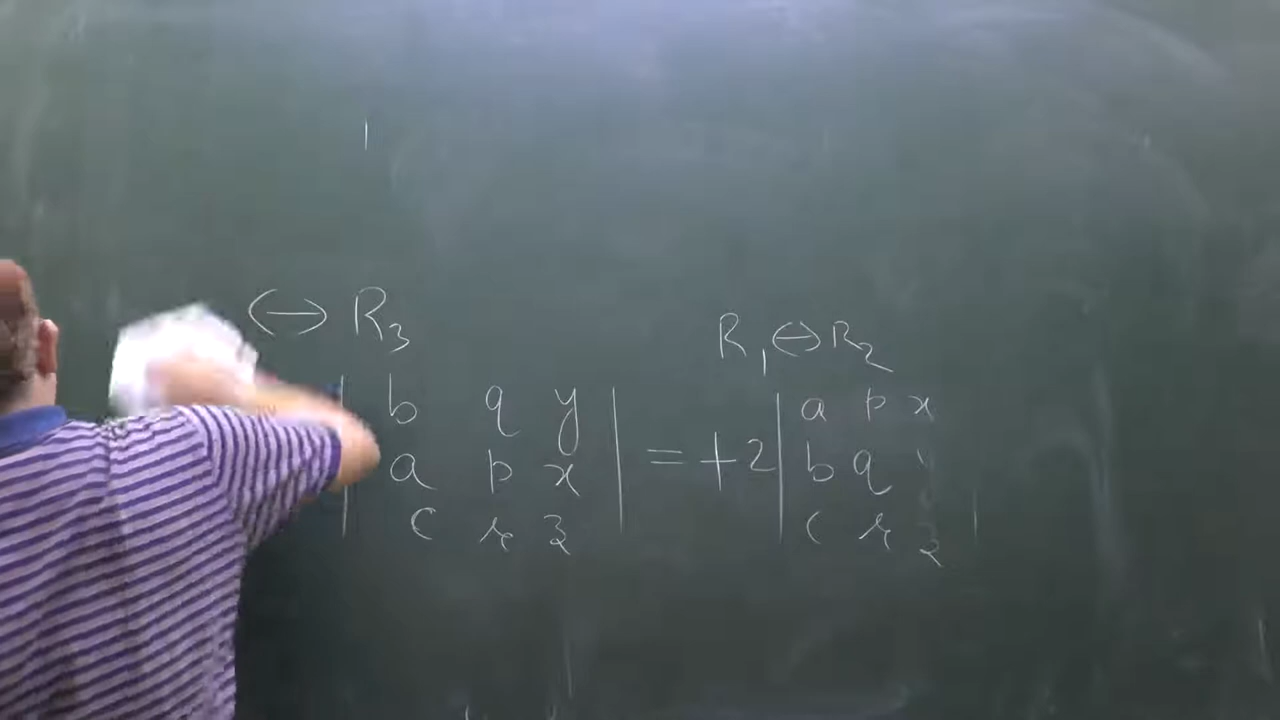 ↔ R₃
R₁ ↔ R₂
| b q y | = +2 | a p x
a p x b q
c r z | c r z |